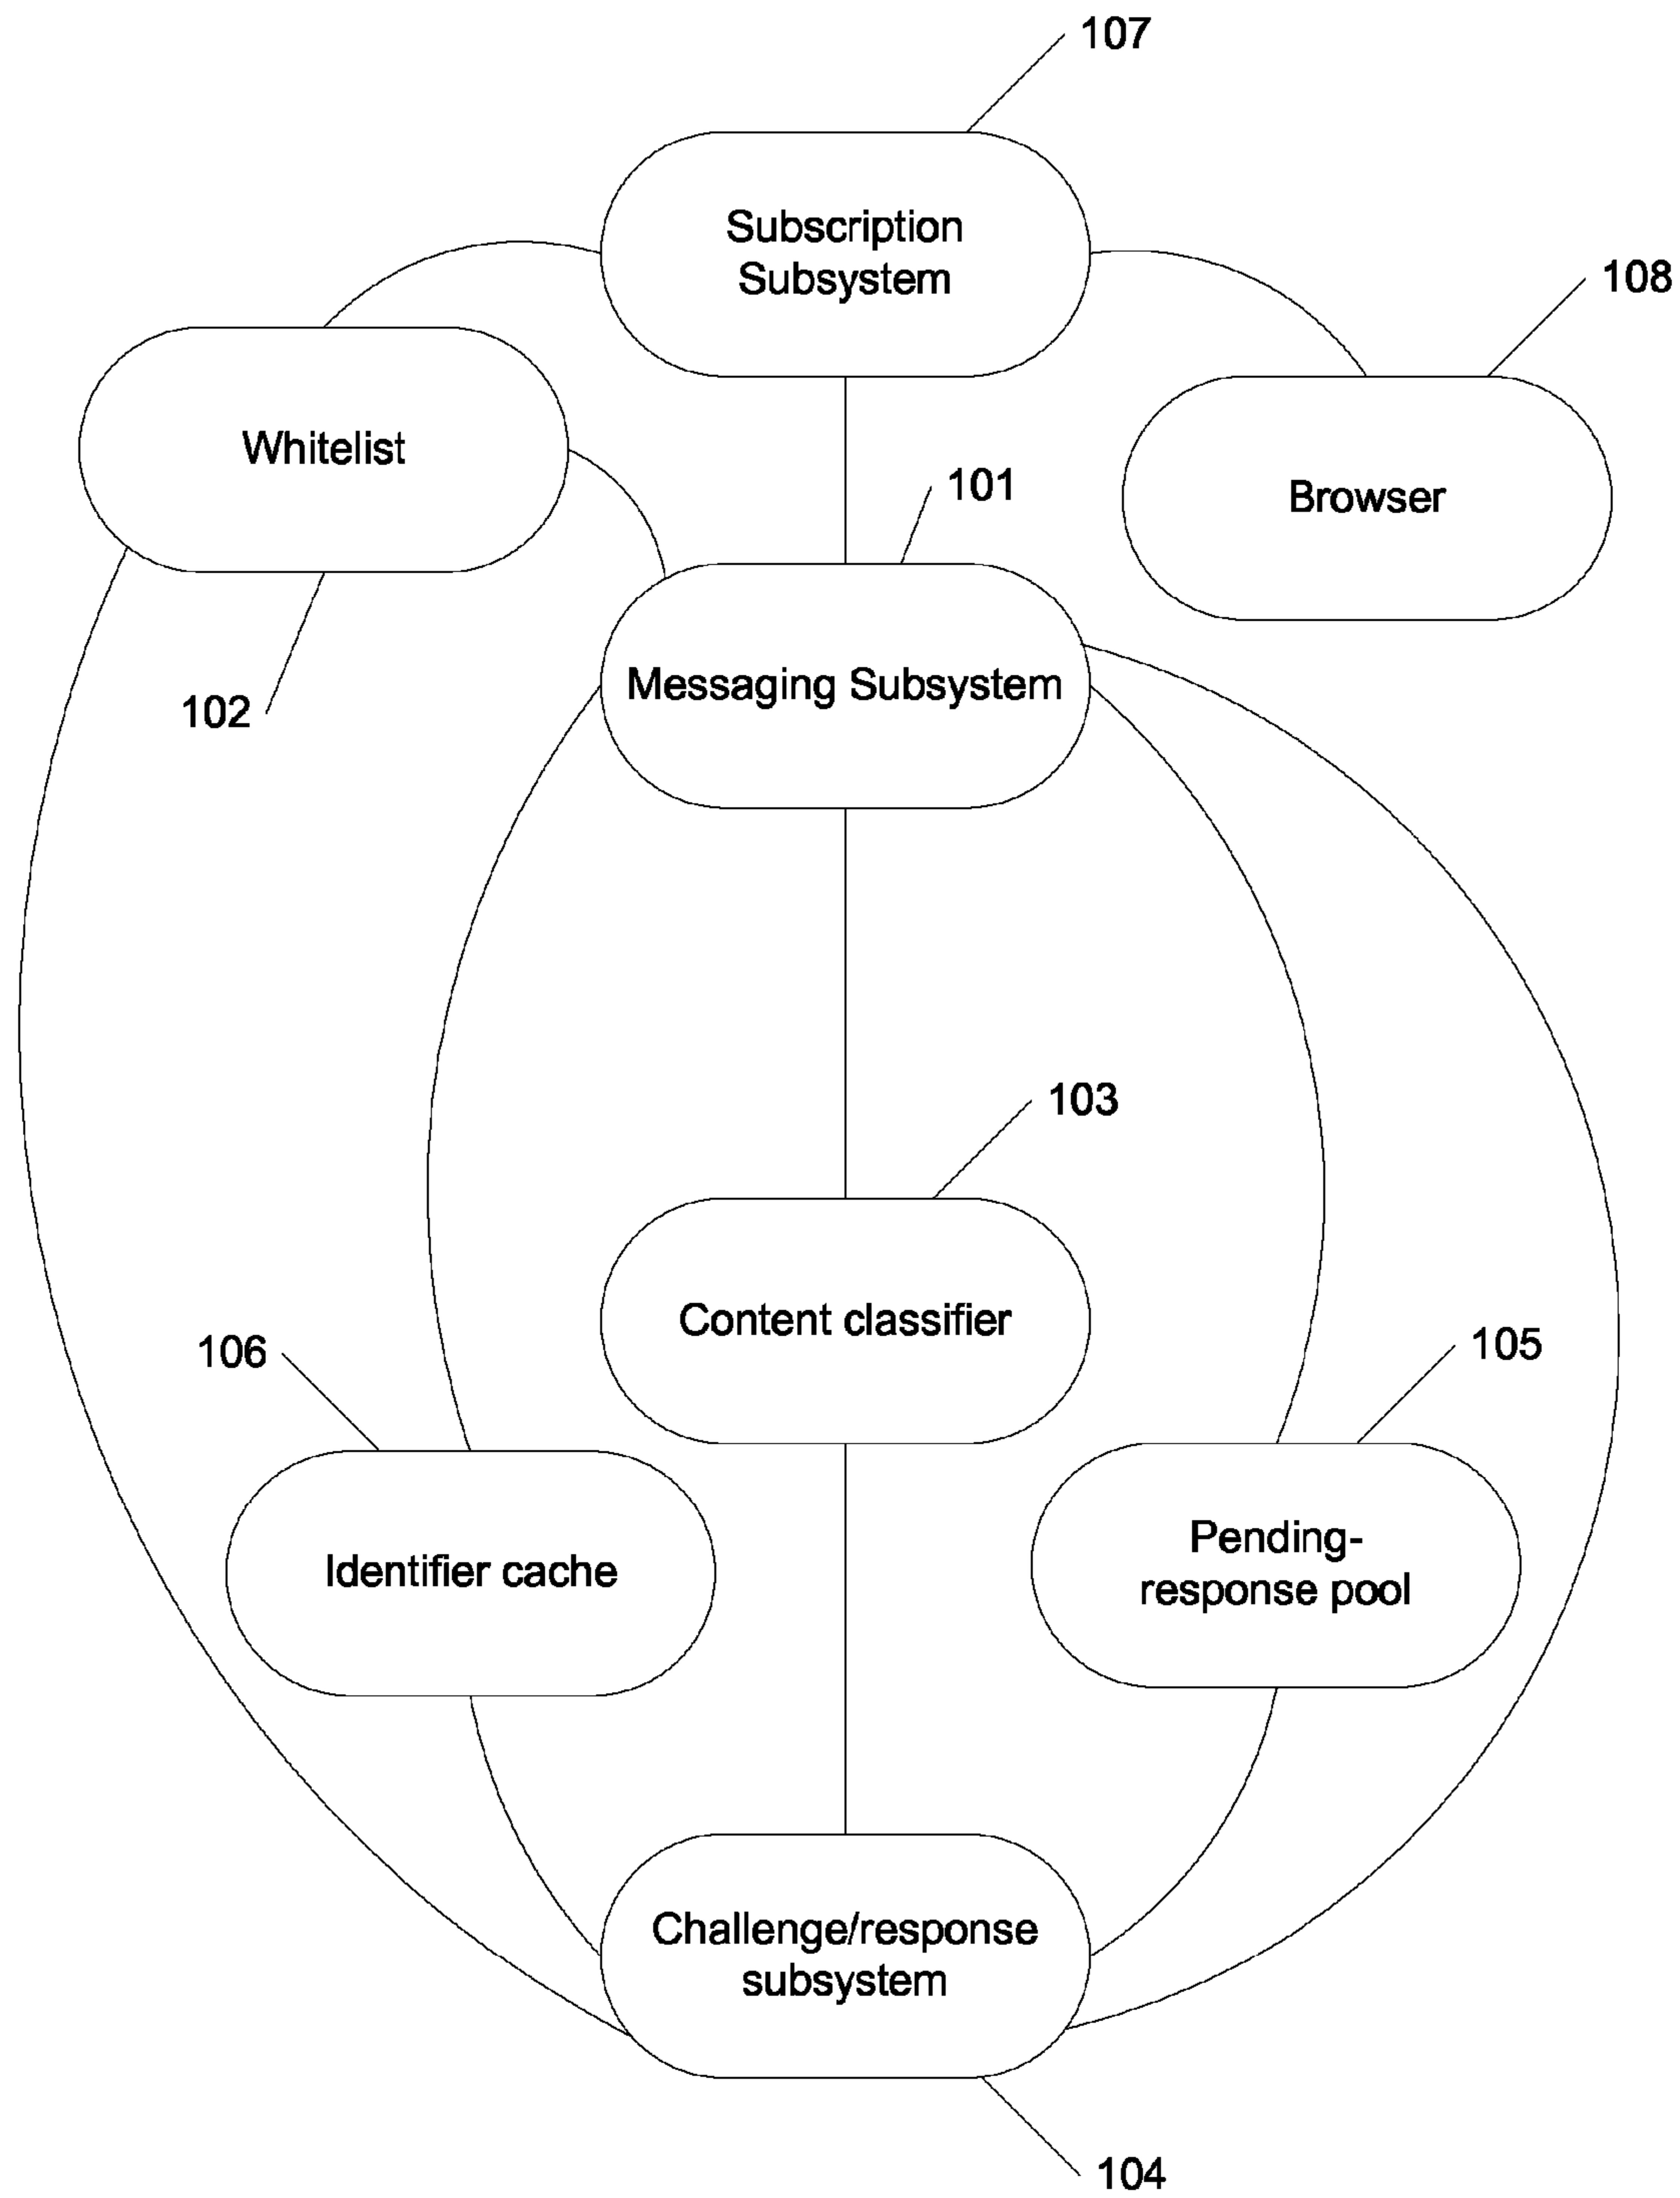 107
Subscription
Subsystem
108
Whitelist
101
Browser
Messaging Subsystem
102
103
Content classifier
106
105
Pending-
response pool
Identifier cache
Challenge/response
subsystem
104